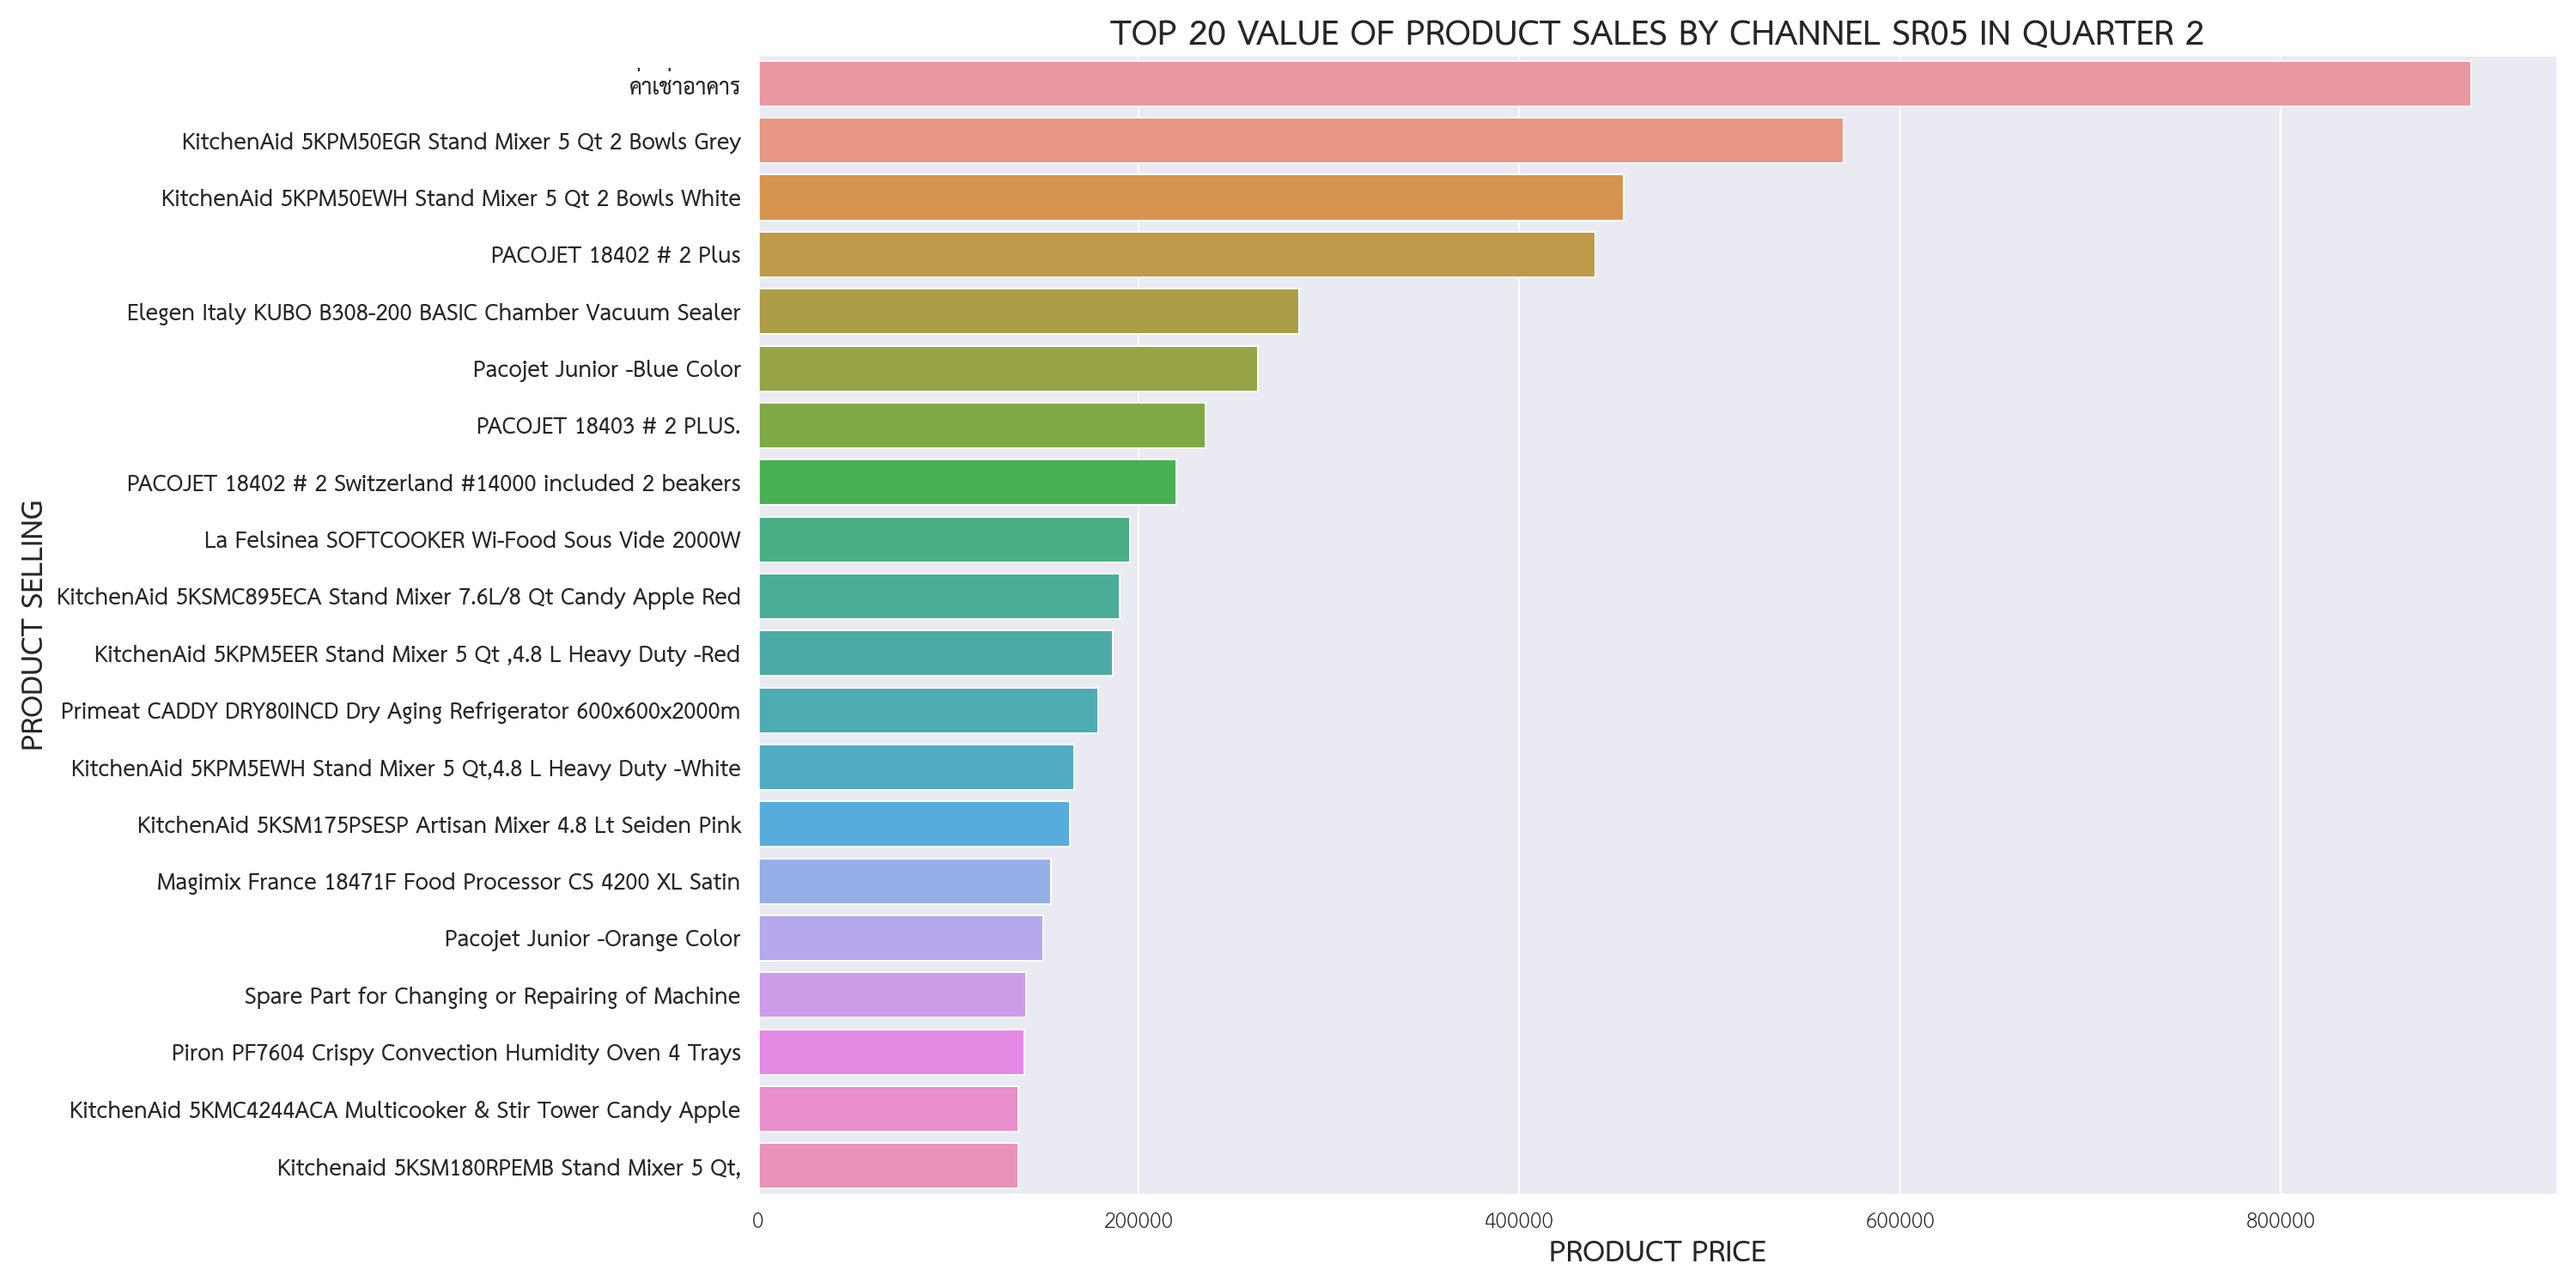 TOP 20 VALUE OF PRODUCT SALES BY CHANNEL SR05 IN QUARTER 2
PRODUCT SELLING
ค่าเช่าอาคาร
KitchenAid 5KPM50EGR Stand Mixer 5 Qt 2 Bowls Grey
KitchenAid 5KPM50EWH Stand Mixer 5 Qt 2 Bowls White
PACOJET 18402 # 2 Plus
Elegen Italy KUBO B308-200 BASIC Chamber Vacuum Sealer
Pacojet Junior -Blue Color
PACOJET 18403 # 2 PLUS.
PACOJET 18402 # 2 Switzerland #14000 included 2 beakers
La Felsinea SOFTCOOKER Wi-Food Sous Vide 2000W
KitchenAid 5KSMC895ECA Stand Mixer 7.6L/8 Qt Candy Apple Red
KitchenAid 5KPM5EER Stand Mixer 5 Qt ,4.8 L Heavy Duty -Red
Primeat CADDY DRY80INCD Dry Aging Refrigerator 600x600x2000m
KitchenAid 5KPM5EWH Stand Mixer 5 Qt,4.8 L Heavy Duty -White
KitchenAid 5KSM175PSESP Artisan Mixer 4.8 Lt Seiden Pink
Magimix France 18471F Food Processor CS 4200 XL Satin
Pacojet Junior -Orange Color
Spare Part for Changing or Repairing of Machine
Piron PF7604 Crispy Convection Humidity Oven 4 Trays
KitchenAid 5KMC4244ACA Multicooker & Stir Tower Candy Apple
Kitchenaid 5KSM180RPEMB Stand Mixer 5 Qt,
0 200000 400000 600000 800000
PRODUCT PRICE